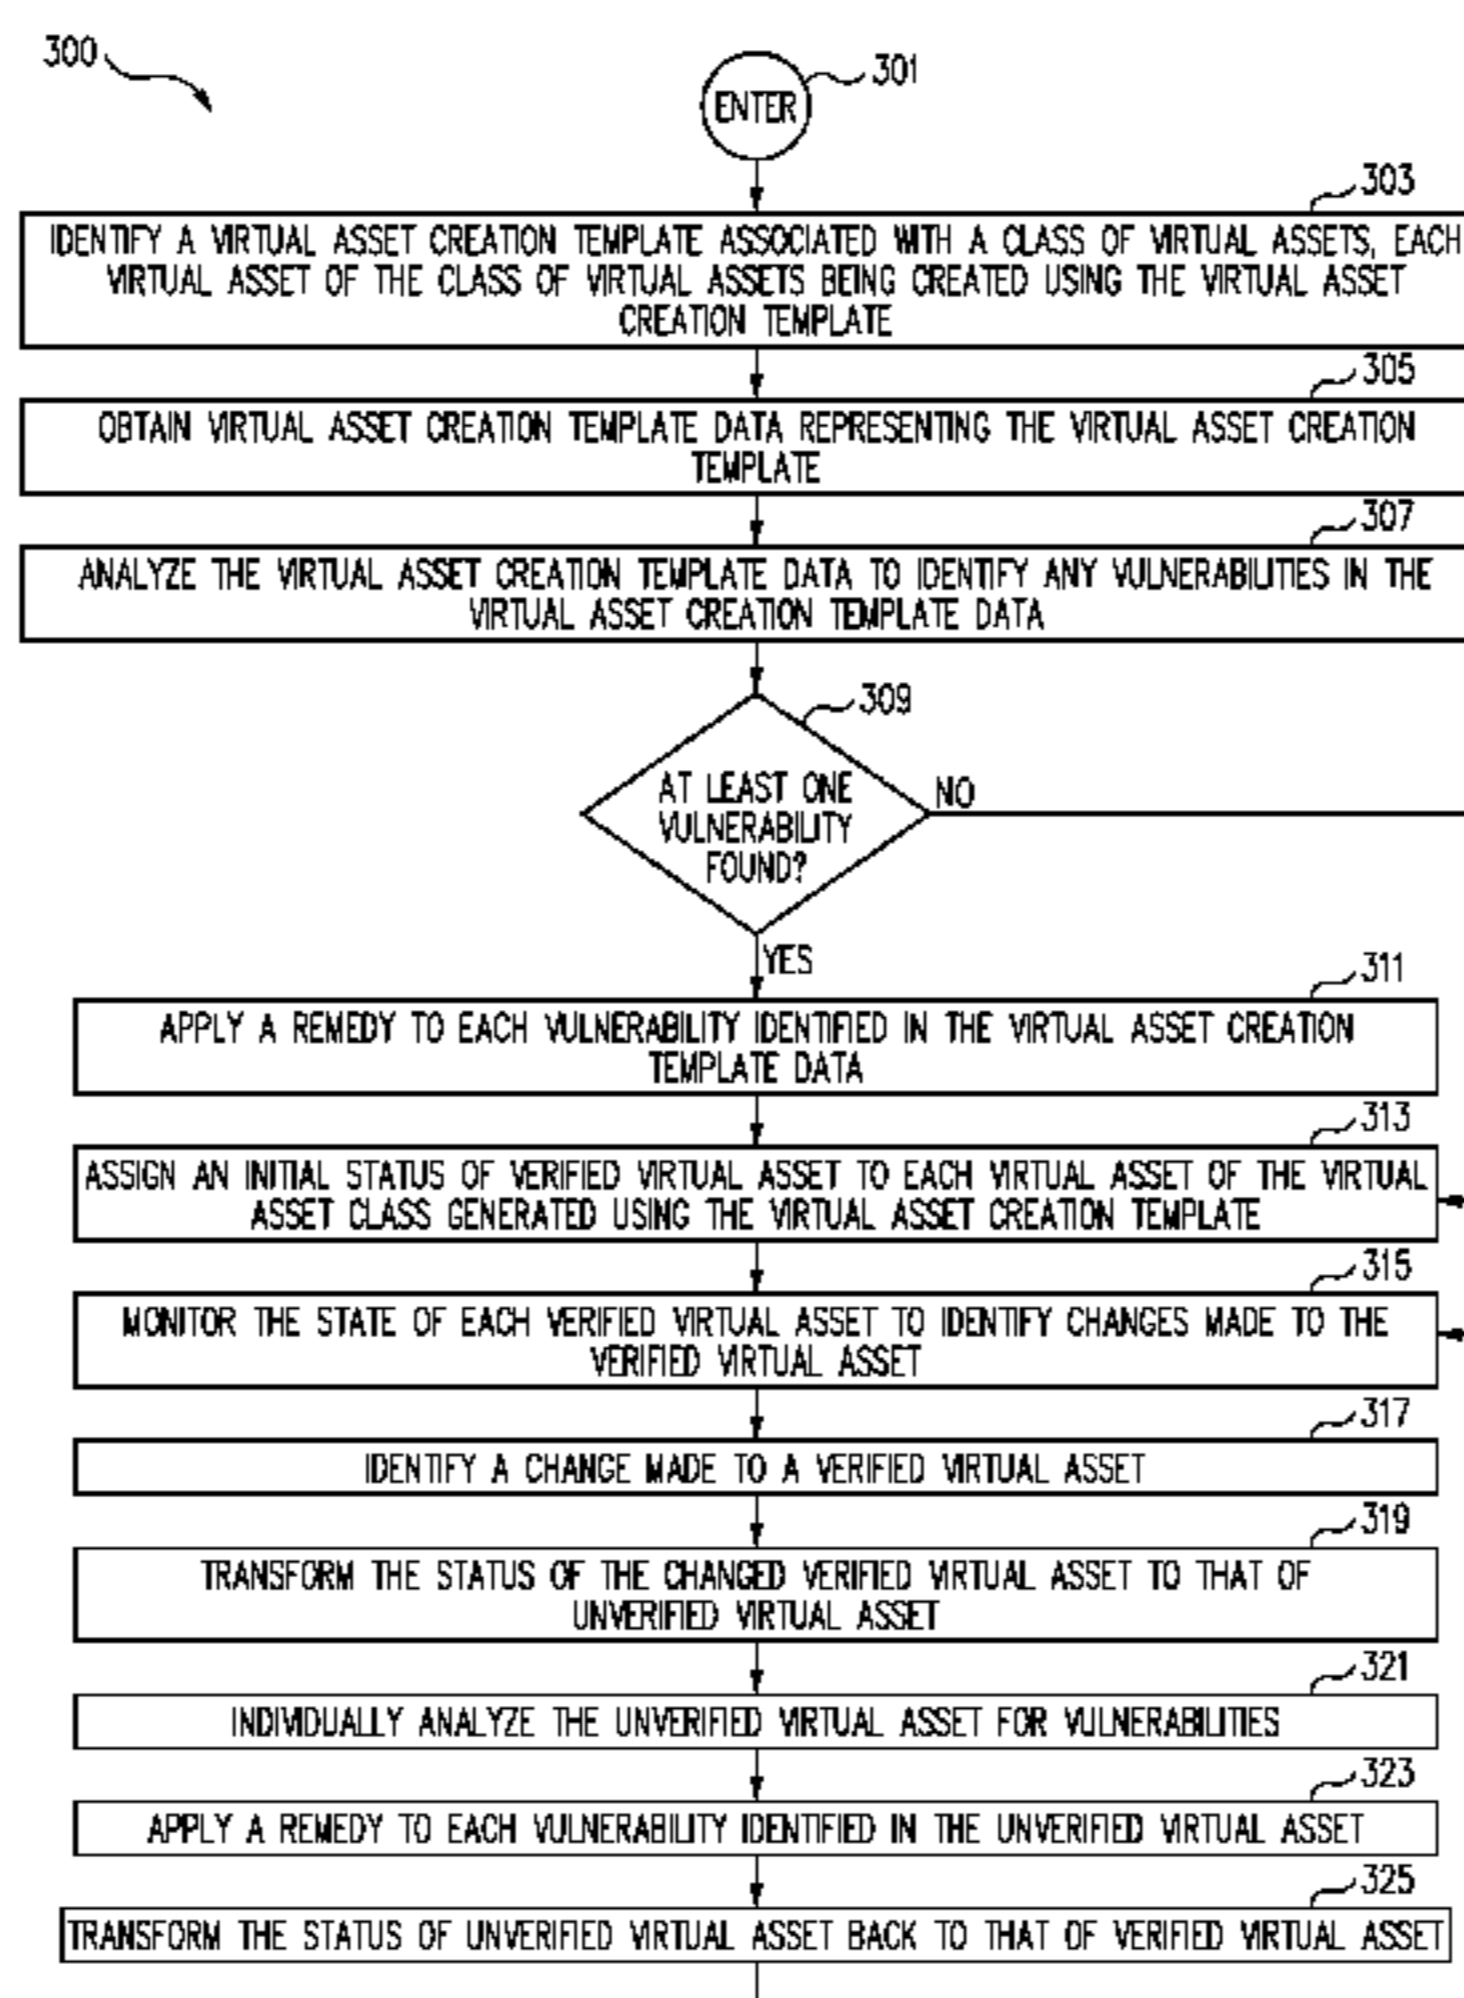 300
301
ENTER
303
IDENTIFY A VIRTUAL ASSET CREATION TEMPLATE ASSOCIATED WITH A CLASS OF VIRTUAL ASSETS, EACH
VIRTUAL ASSET OF THE CLASS OF VIRTUAL ASSETS BEING CREATED USING THE VIRTUAL ASSET
CREATION TEMPLATE
305
OBTAIN VIRTUAL ASSET CREATION TEMPLATE DATA REPRESENTING THE VIRTUAL ASSET CREATION
TEMPLATE
307
ANALYZE THE VIRTUAL ASSET CREATION TEMPLATE DATA TO IDENTIFY ANY VULNERABILITIES IN THE
VIRTUAL ASSET CREATION TEMPLATE DATA
309
AT LEAST ONE
VULNERABILITY
FOUND?
NO
YES
311
APPLY A REMEDY TO EACH VULNERABILITY IDENTIFIED IN THE VIRTUAL ASSET CREATION
TEMPLATE DATA
313
ASSIGN AN INITIAL STATUS OF VERIFIED VIRTUAL ASSET TO EACH VIRTUAL ASSET OF THE VIRTUAL
ASSET CLASS GENERATED USING THE VIRTUAL ASSET CREATION TEMPLATE
315
MONITOR THE STATE OF EACH VERIFIED VIRTUAL ASSET TO IDENTIFY CHANGES MADE TO THE
VERIFIED VIRTUAL ASSET
317
IDENTIFY A CHANGE MADE TO A VERIFIED VIRTUAL ASSET
319
TRANSFORM THE STATUS OF THE CHANGED VERIFIED VIRTUAL ASSET TO THAT OF
UNVERIFIED VIRTUAL ASSET
321
INDIVIDUALLY ANALYZE THE UNVERIFIED VIRTUAL ASSET FOR VULNERABILITIES
323
APPLY A REMEDY TO EACH VULNERABILITY IDENTIFIED IN THE UNVERIFIED VIRTUAL ASSET
325
TRANSFORM THE STATUS OF UNVERIFIED VIRTUAL ASSET BACK TO THAT OF VERIFIED VIRTUAL ASSET